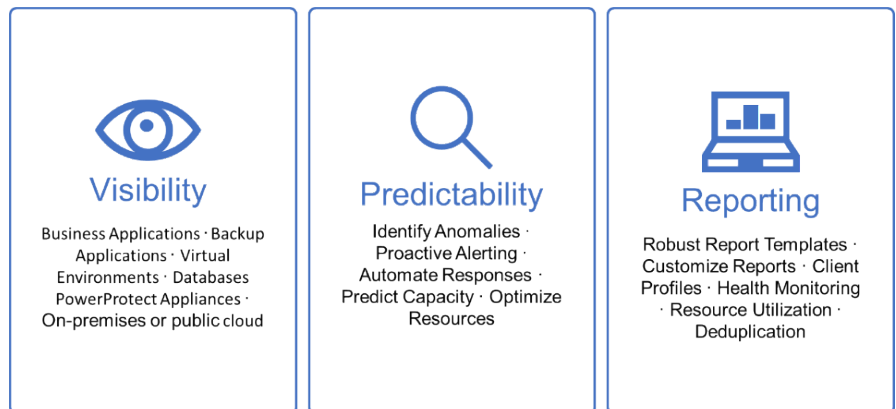 Visibility
Business Applications · Backup
Applications · Virtual
Environments · Databases
PowerProtect Appliances ·
On-premises or public cloud
Predictability
Identify Anomalies ·
Proactive Alerting ·
Automate Responses ·
Predict Capacity · Optimize
Resources
Reporting
Robust Report Templates ·
Customize Reports · Client
Profiles · Health Monitoring
· Resource Utilization ·
Deduplication